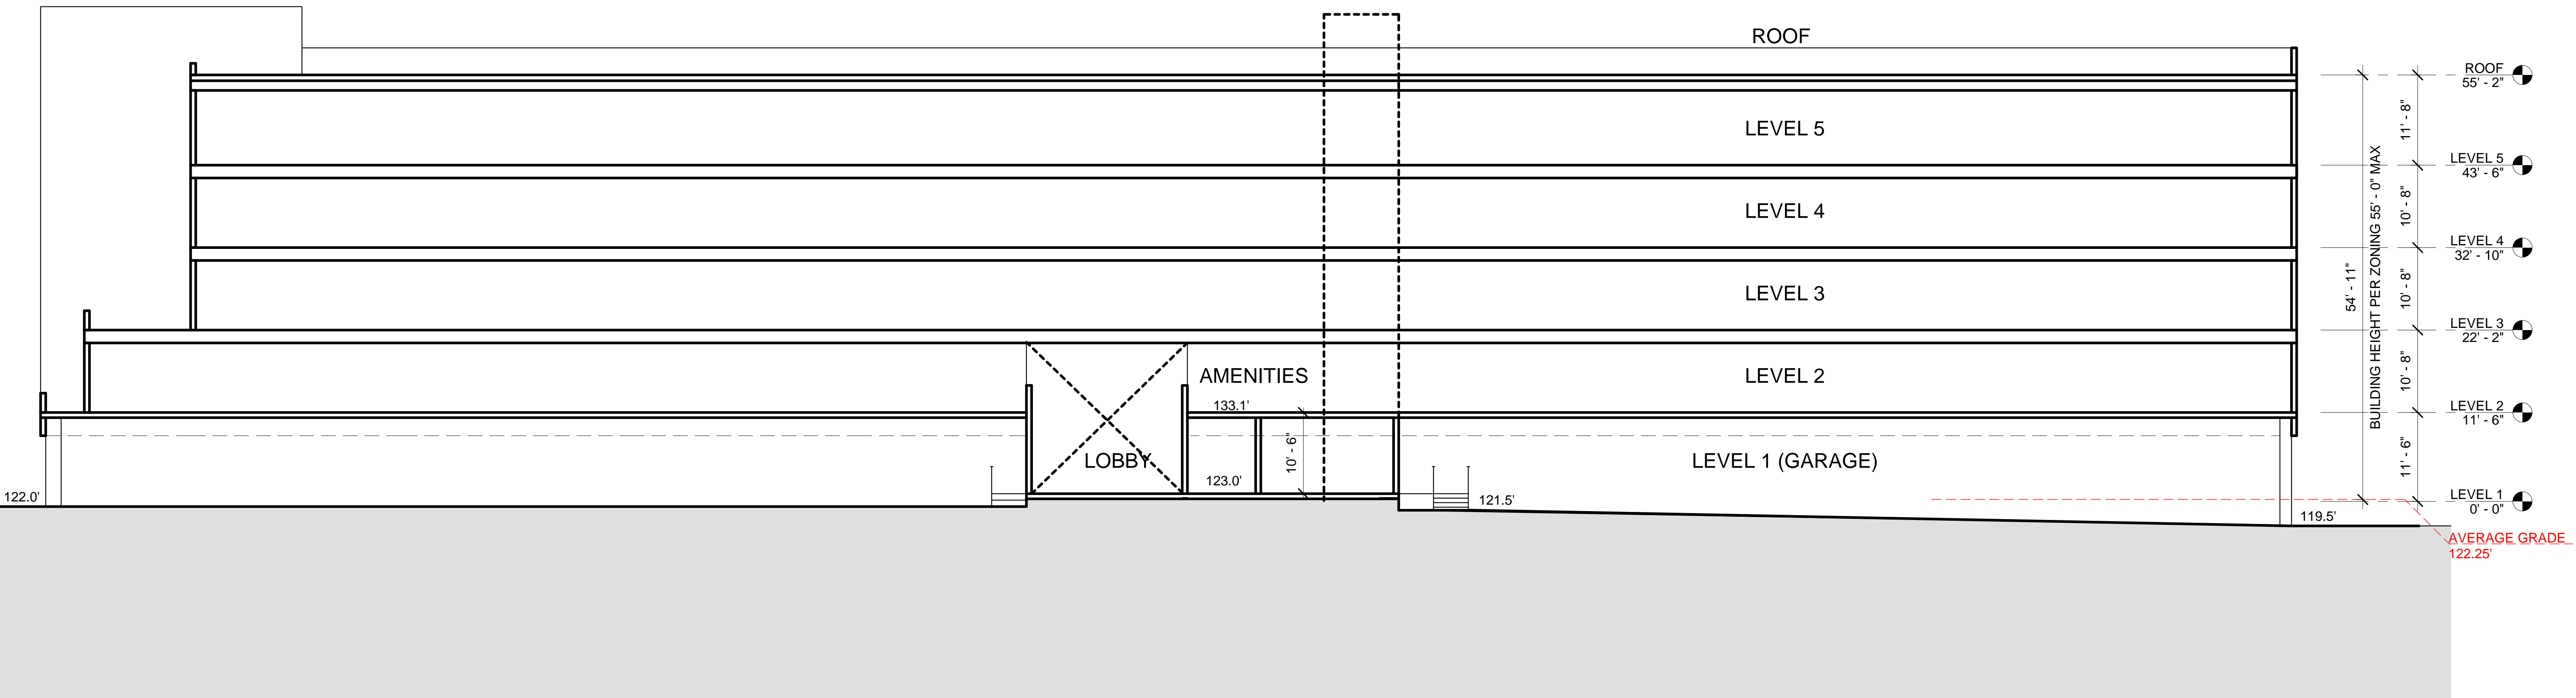 ROOF
ROOF
55' - 2"
11' - 8"
LEVEL 5
LEVEL 5
43' - 6"
BUILDING HEIGHT PER ZONING 55' - 0" MAX
10' - 8"
LEVEL 4
LEVEL 4
32' - 10"
54' - 11"
10' - 8"
LEVEL 3
LEVEL 3
22' - 2"
10' - 8"
AMENITIES
LEVEL 2
133.1'
LEVEL 2
11' - 6"
10' - 6"
11' - 6"
LOBBY
LEVEL 1 (GARAGE)
123.0'
122.0'
121.5'
LEVEL 1
0' - 0"
119.5'
AVERAGE GRADE
122.25'